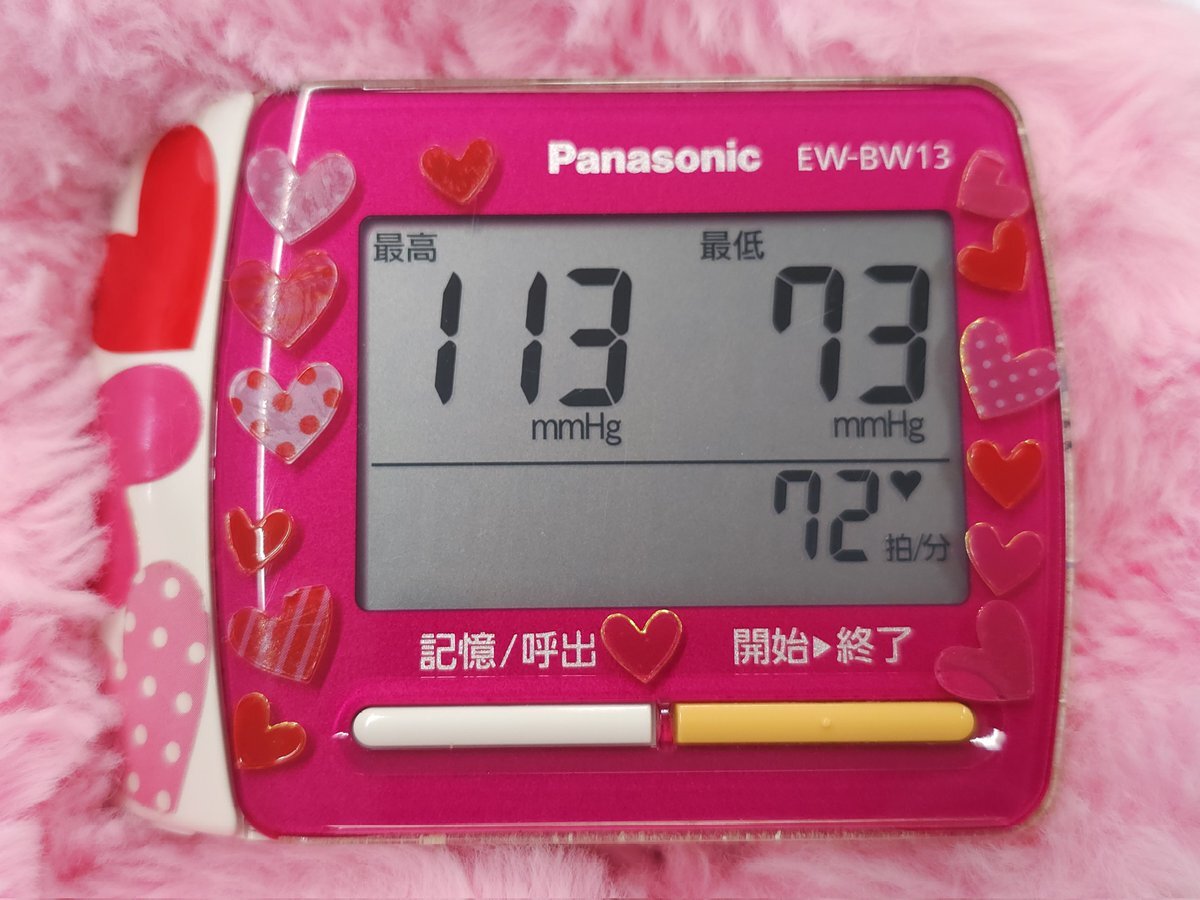 Panasonic EW-BW13
最高 最低
113 73
mmHg mmHg
72 ♥
拍/分
記憶/呼出 開始▶終了